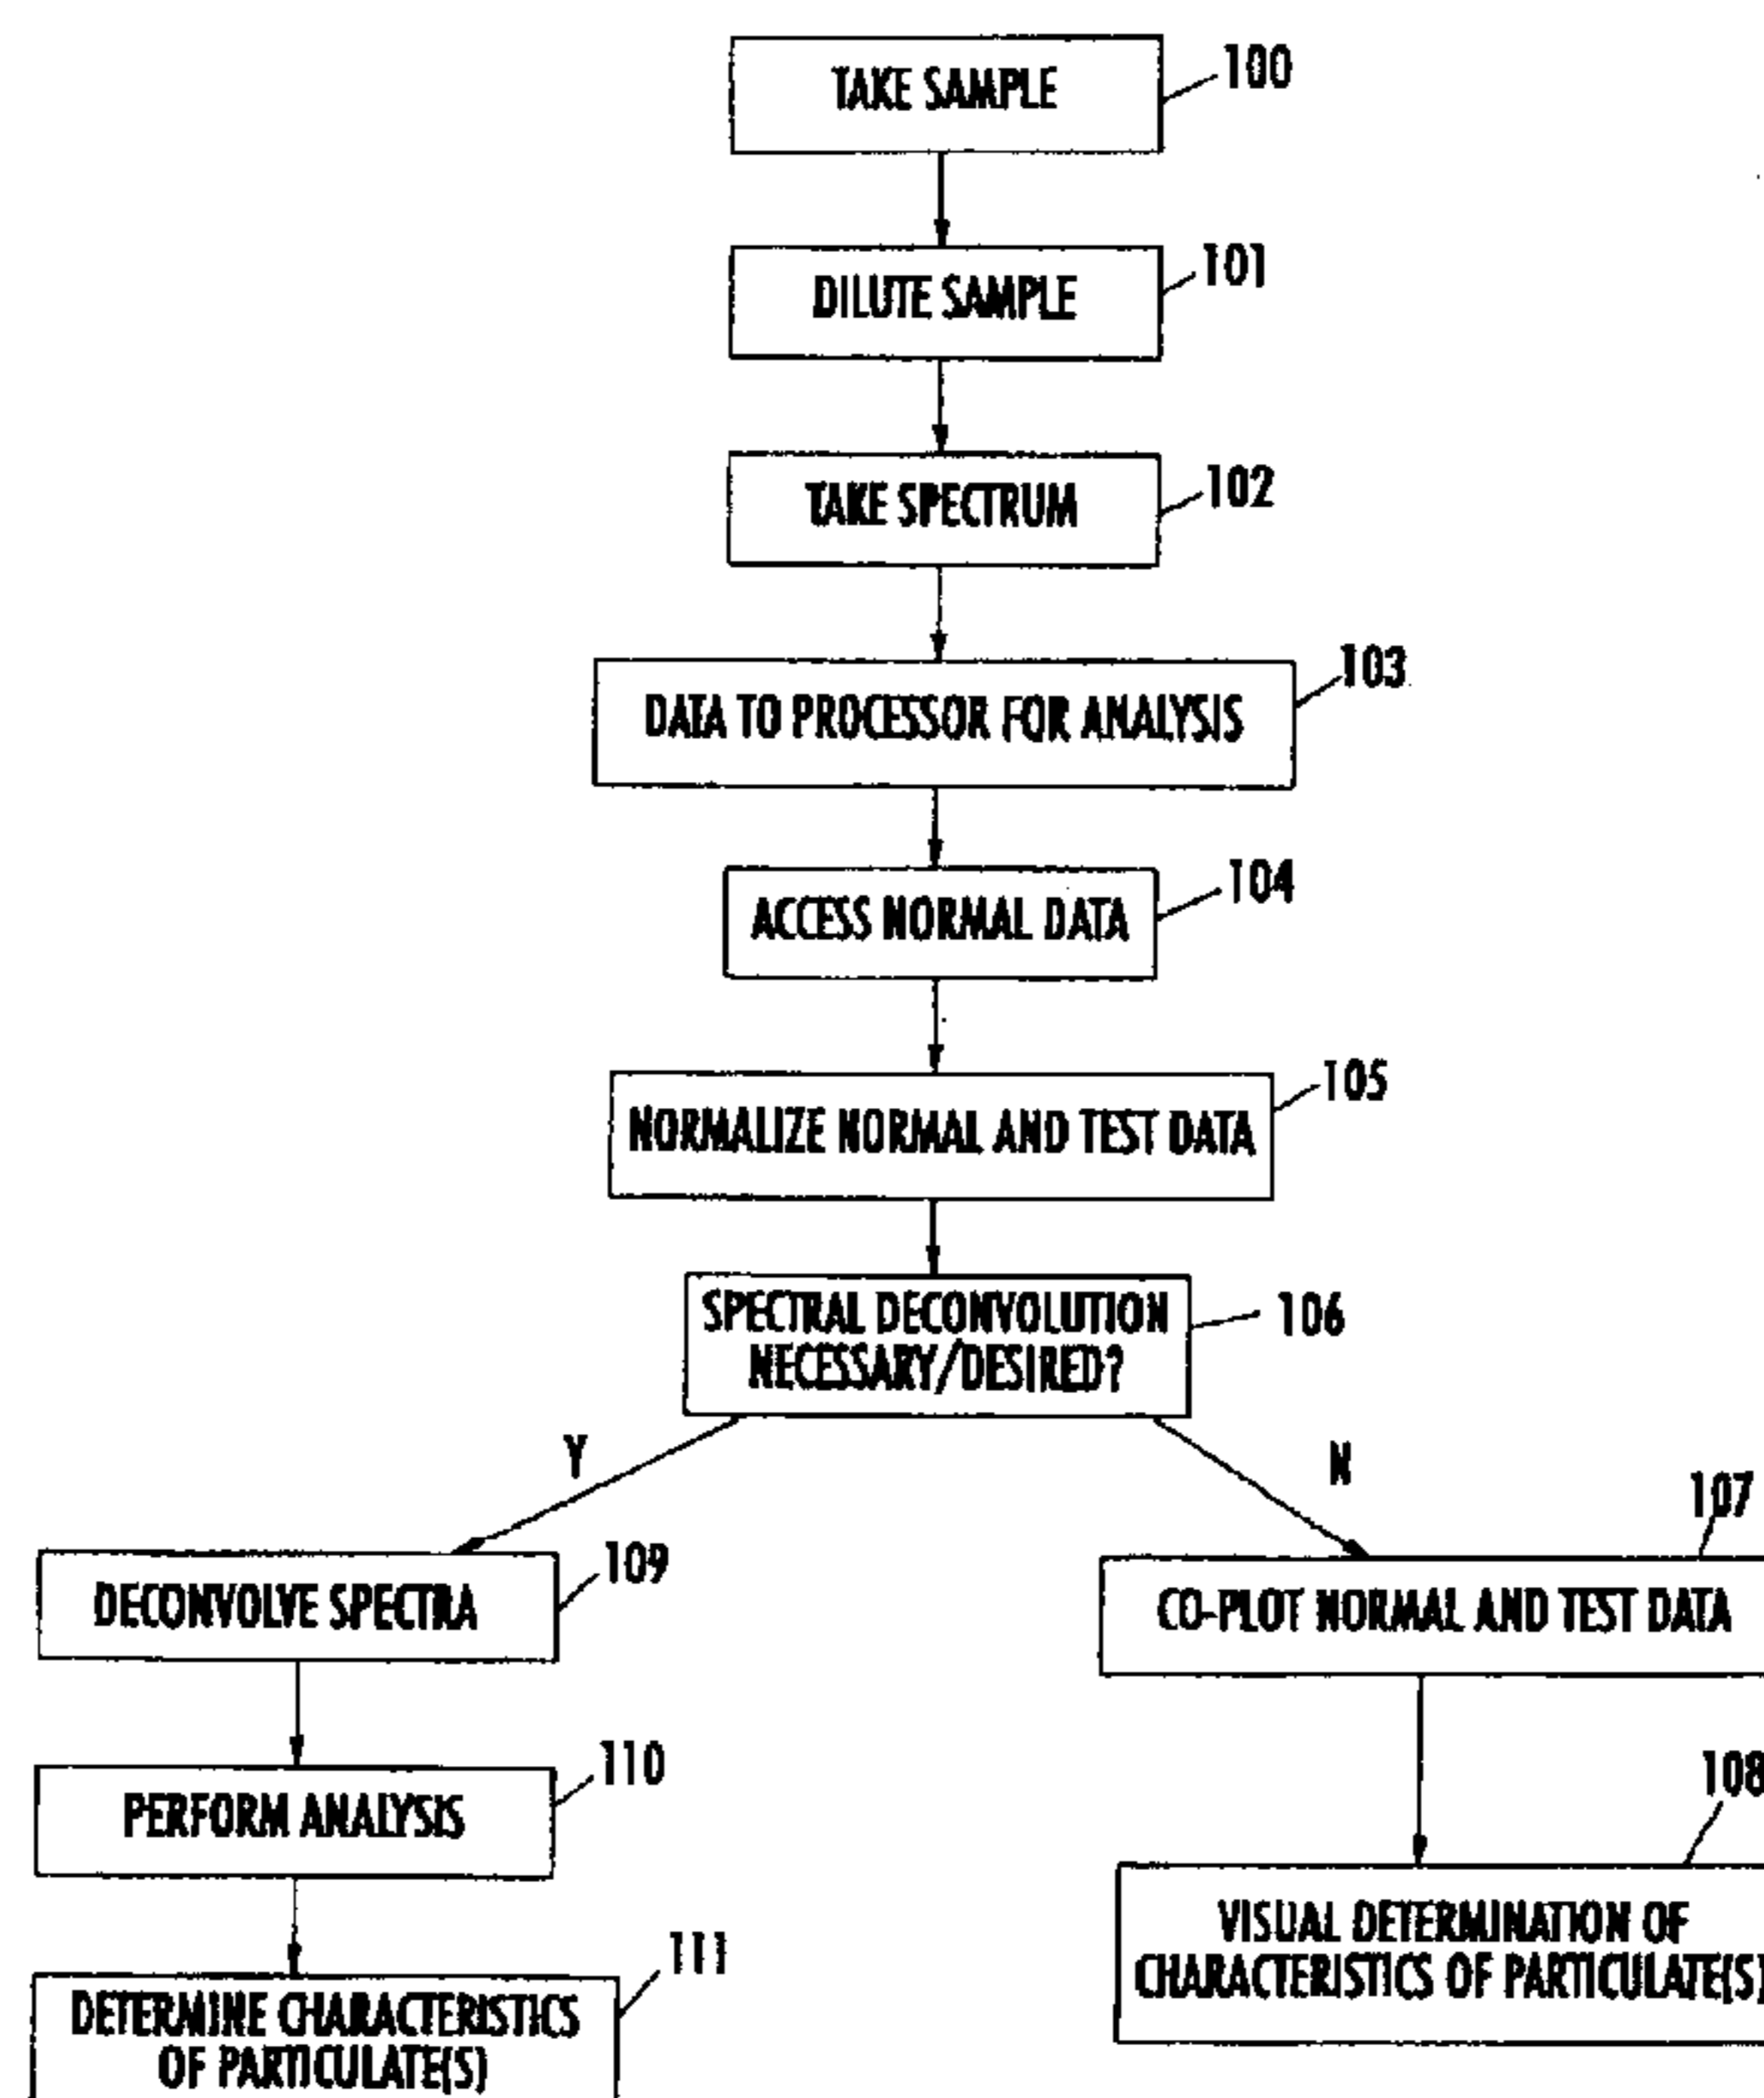 TAKE SAMPLE
100
DILUTE SAMPLE
101
TAKE SPECTRUM
102
DATA TO PROCESSOR FOR ANALYSIS
103
ACCESS NORMAL DATA
104
NORMALIZE NORMAL AND TEST DATA
105
SPECTRAL DECONVOLUTION
NECESSARY/DESIRED?
106
Y
N
DECONVOLVE SPECTRA
109
CO-PLOT NORMAL AND TEST DATA
107
PERFORM ANALYSIS
110
VISUAL DETERMINATION OF
CHARACTERISTICS OF PARTICULATE(S)
108
DETERMINE CHARACTERISTICS
OF PARTICULATE(S)
111